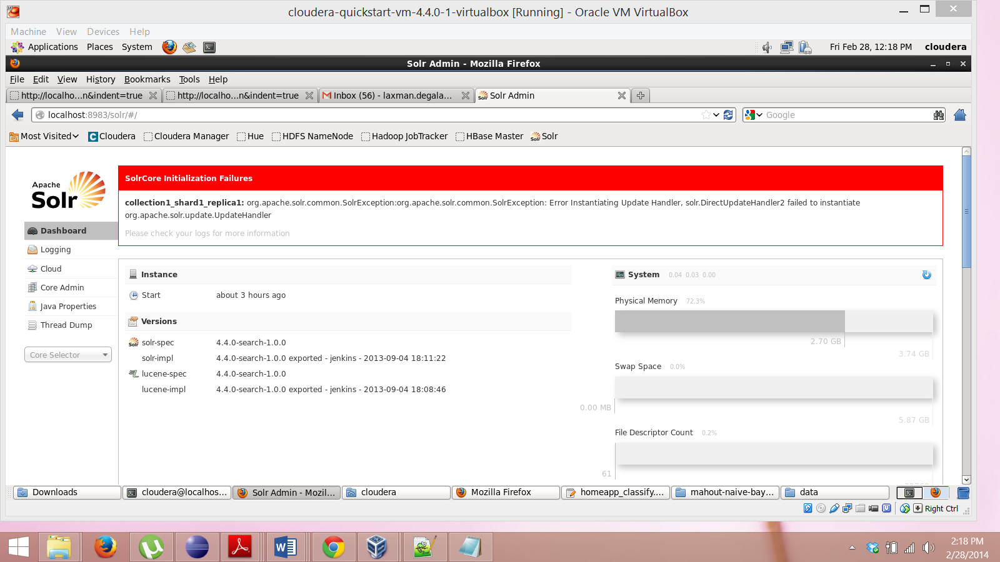 cloudera-quickstart-vm-4.4.0-1-virtualbox [Running] - Oracle VM VirtualBox
Machine View Devices Help
Applications Places System Fri Feb 28, 12:18 PM cloudera
Solr Admin - Mozilla Firefox
File Edit View History Bookmarks Tools Help
http://localho...n&indent=true http://localho...n&indent=true Inbox (56) - laxman.degala... Solr Admin
localhost:8983/solr/#/ Google
Most Visited Cloudera Cloudera Manager Hue HDFS NameNode Hadoop JobTracker HBase Master Solr
Apache
Solr
SolrCore Initialization Failures
collection1_shard1_replica1: org.apache.solr.common.SolrException:org.apache.solr.common.SolrException: Error Instantiating Update Handler, solr.DirectUpdateHandler2 failed to instantiate
org.apache.solr.update.UpdateHandler
Please check your logs for more information
Dashboard
Logging
Cloud
Core Admin
Java Properties
Thread Dump
Core Selector
Instance
Start about 3 hours ago
Versions
solr-spec 4.4.0-search-1.0.0
solr-impl 4.4.0-search-1.0.0 exported - jenkins - 2013-09-04 18:11:22
lucene-spec 4.4.0-search-1.0.0
lucene-impl 4.4.0-search-1.0.0 exported - jenkins - 2013-09-04 18:08:46
System 0.04 0.03 0.00
Physical Memory 72.3%
2.70 GB
3.74 GB
Swap Space 0.0%
0.00 MB
5.87 GB
File Descriptor Count 0.2%
61
Downloads cloudera@localhos... Solr Admin - Mozil... cloudera Mozilla Firefox homeapp_classify.... mahout-naive-bay... data
Right Ctrl
2:18 PM
2/28/2014